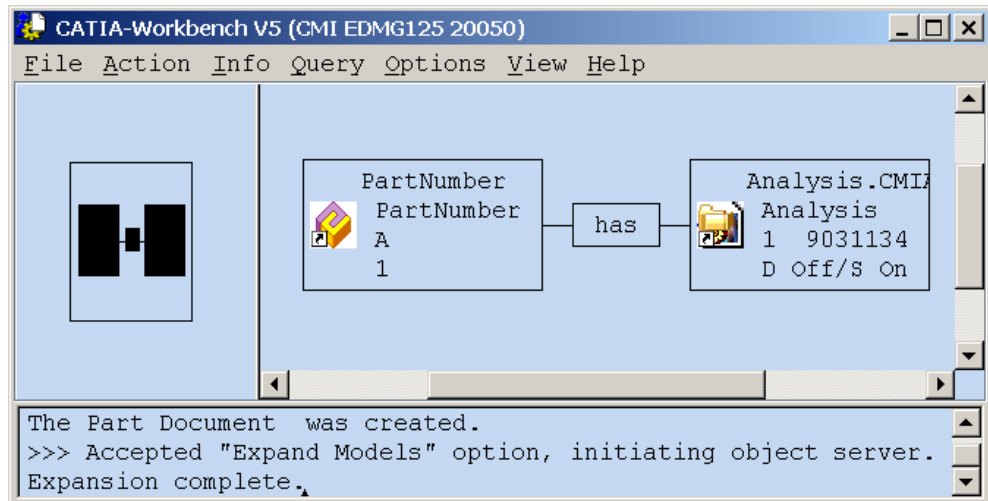 CATIA-Workbench V5 (CMI EDMG125 20050)
File Action Info Query Options View Help
PartNumber
PartNumber
A
1
has
Analysis.CMI
Analysis
1 9031134
D Off/S On
The Part Document was created.
>>> Accepted "Expand Models" option, initiating object server.
Expansion complete.